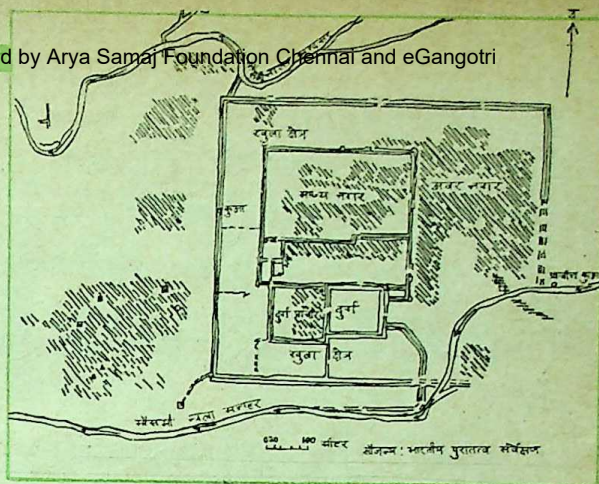 d by Arya Samaj Foundation Chennai and eGangotri
उ
खुला क्षेत्र
मध्य नगर
अवर नगर
कुआं
प्राचीन कुआं
दुर्ग प्राचीर
दुर्ग
खुला क्षेत्र
मौसमी नाला मनहर
मीटर
सौजन्य: भारतीय पुरातत्व सर्वेक्षण